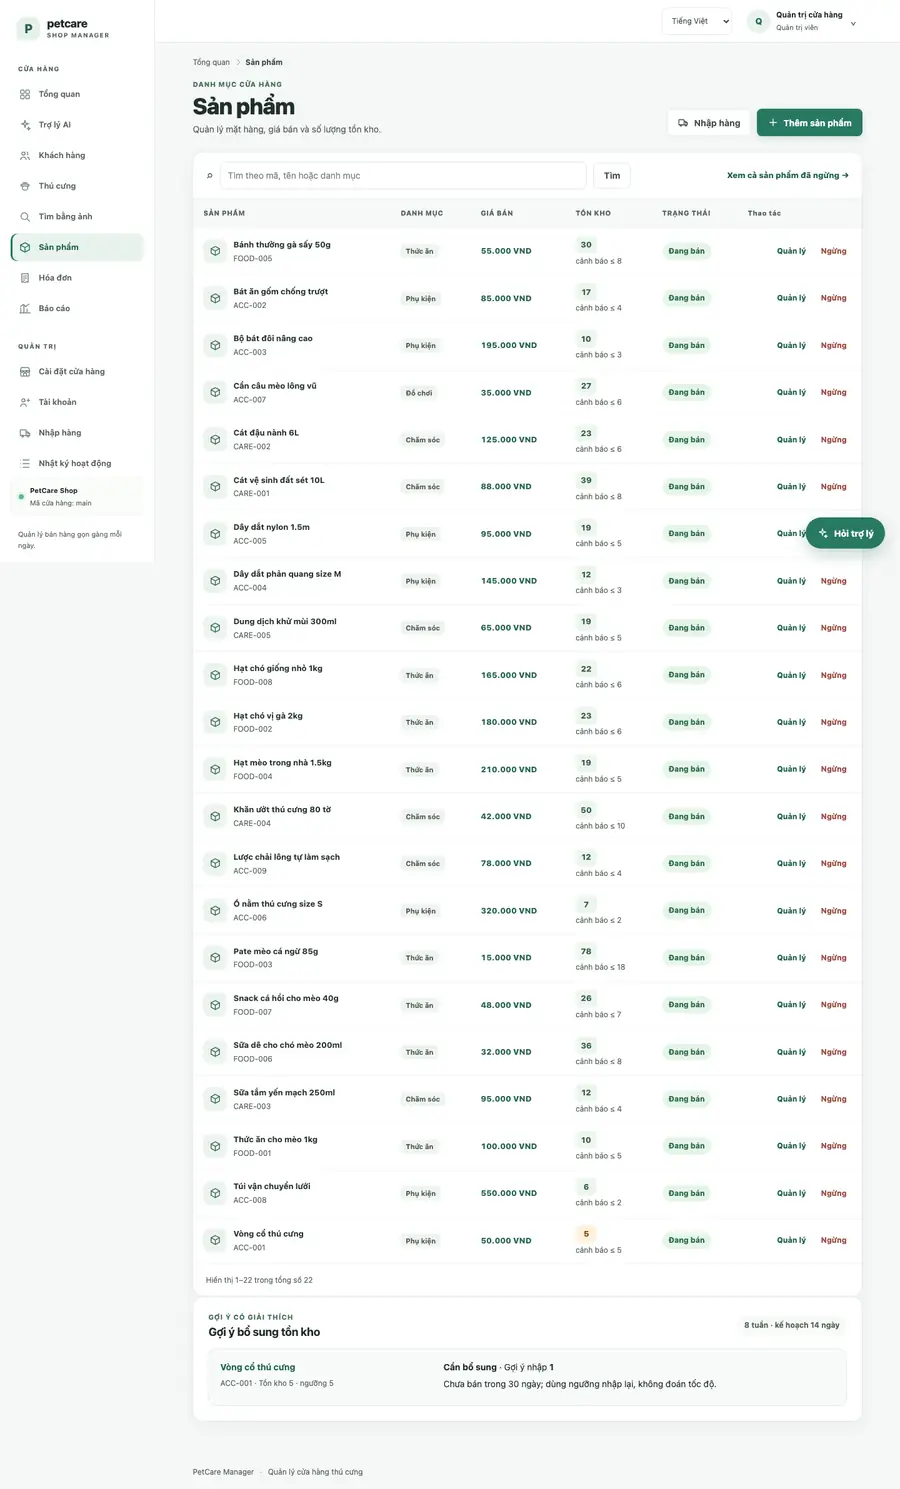 P
petcare
SHOP MANAGER
CỬA HÀNG
Tổng quan
Trợ lý AI
Khách hàng
Thú cưng
Tìm bằng ảnh
Sản phẩm
Hóa đơn
Báo cáo
QUẢN TRỊ
Cài đặt cửa hàng
Tài khoản
Nhập hàng
Nhật ký hoạt động
PetCare Shop
Mã cửa hàng: main
Quản lý bán hàng gọn gàng mỗi
ngày.
Tiếng Việt
Q
Quản trị cửa hàng
Quản trị viên
Tổng quan > Sản phẩm
DANH MỤC CỬA HÀNG
Sản phẩm
Quản lý mặt hàng, giá bán và số lượng tồn kho.
Nhập hàng
+ Thêm sản phẩm
Tìm theo mã, tên hoặc danh mục
Tìm
Xem cả sản phẩm đã ngừng →
SẢN PHẨM DANH MỤC GIÁ BÁN TỒN KHO TRẠNG THÁI Thao tác
Bánh thưởng gà sấy 50g
FOOD-005
Thức ăn 55.000 VND 30
cảnh báo ≤ 8
Đang bán Quản lý Ngừng
Bát ăn gốm chống trượt
ACC-002
Phụ kiện 85.000 VND 17
cảnh báo ≤ 4
Đang bán Quản lý Ngừng
Bộ bát đôi nâng cao
ACC-003
Phụ kiện 195.000 VND 10
cảnh báo ≤ 3
Đang bán Quản lý Ngừng
Cần câu mèo lông vũ
ACC-007
Đồ chơi 35.000 VND 27
cảnh báo ≤ 6
Đang bán Quản lý Ngừng
Cát đậu nành 6L
CARE-002
Chăm sóc 125.000 VND 23
cảnh báo ≤ 6
Đang bán Quản lý Ngừng
Cát vệ sinh đất sét 10L
CARE-001
Chăm sóc 88.000 VND 39
cảnh báo ≤ 8
Đang bán Quản lý Ngừng
Dây dắt nylon 1.5m
ACC-005
Phụ kiện 95.000 VND 19
cảnh báo ≤ 5
Đang bán Quản lý
Hỏi trợ lý
Dây dắt phản quang size M
ACC-004
Phụ kiện 145.000 VND 12
cảnh báo ≤ 3
Đang bán Quản lý Ngừng
Dung dịch khử mùi 300ml
CARE-005
Chăm sóc 65.000 VND 19
cảnh báo ≤ 5
Đang bán Quản lý Ngừng
Hạt chó giống nhỏ 1kg
FOOD-008
Thức ăn 165.000 VND 22
cảnh báo ≤ 6
Đang bán Quản lý Ngừng
Hạt chó vị gà 2kg
FOOD-002
Thức ăn 180.000 VND 23
cảnh báo ≤ 6
Đang bán Quản lý Ngừng
Hạt mèo trong nhà 1.5kg
FOOD-004
Thức ăn 210.000 VND 19
cảnh báo ≤ 5
Đang bán Quản lý Ngừng
Khăn ướt thú cưng 80 tờ
CARE-004
Chăm sóc 42.000 VND 50
cảnh báo ≤ 10
Đang bán Quản lý Ngừng
Lược chải lông tự làm sạch
ACC-009
Chăm sóc 78.000 VND 12
cảnh báo ≤ 4
Đang bán Quản lý Ngừng
Ổ nằm thú cưng size S
ACC-006
Phụ kiện 320.000 VND 7
cảnh báo ≤ 2
Đang bán Quản lý Ngừng
Pate mèo cá ngừ 85g
FOOD-003
Thức ăn 15.000 VND 78
cảnh báo ≤ 18
Đang bán Quản lý Ngừng
Snack cá hồi cho mèo 40g
FOOD-007
Thức ăn 48.000 VND 26
cảnh báo ≤ 7
Đang bán Quản lý Ngừng
Sữa dê cho chó mèo 200ml
FOOD-006
Thức ăn 32.000 VND 36
cảnh báo ≤ 8
Đang bán Quản lý Ngừng
Sữa tắm yến mạch 250ml
CARE-003
Chăm sóc 95.000 VND 12
cảnh báo ≤ 4
Đang bán Quản lý Ngừng
Thức ăn cho mèo 1kg
FOOD-001
Thức ăn 100.000 VND 10
cảnh báo ≤ 5
Đang bán Quản lý Ngừng
Túi vận chuyển lưới
ACC-008
Phụ kiện 550.000 VND 6
cảnh báo ≤ 2
Đang bán Quản lý Ngừng
Vòng cổ thú cưng
ACC-001
Phụ kiện 50.000 VND 5
cảnh báo ≤ 5
Đang bán Quản lý Ngừng
Hiển thị 1–22 trong tổng số 22
GỢI Ý CÓ GIẢI THÍCH
Gợi ý bổ sung tồn kho
8 tuần · kế hoạch 14 ngày
Vòng cổ thú cưng
ACC-001 · Tồn kho 5 · ngưỡng 5
Cần bổ sung · Gợi ý nhập 1
Chưa bán trong 30 ngày; dùng ngưỡng nhập lại, không đoán tốc độ.
PetCare Manager · Quản lý cửa hàng thú cưng